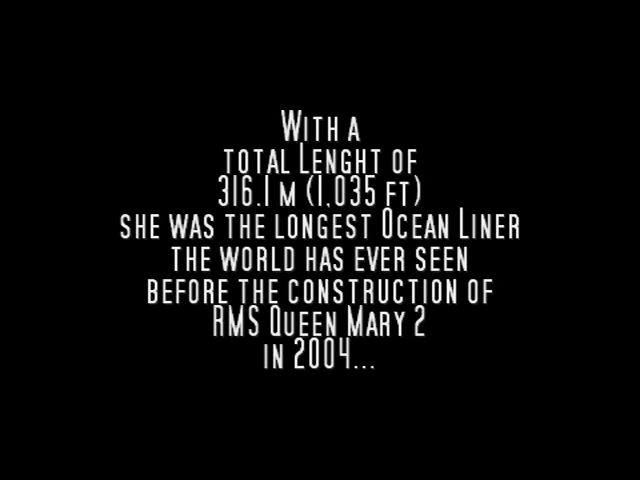 With a
total Lenght of
316.1 m (1,035 ft)
she was the longest Ocean Liner
the world has ever seen
before the construction of
RMS Queen Mary 2
in 2004...